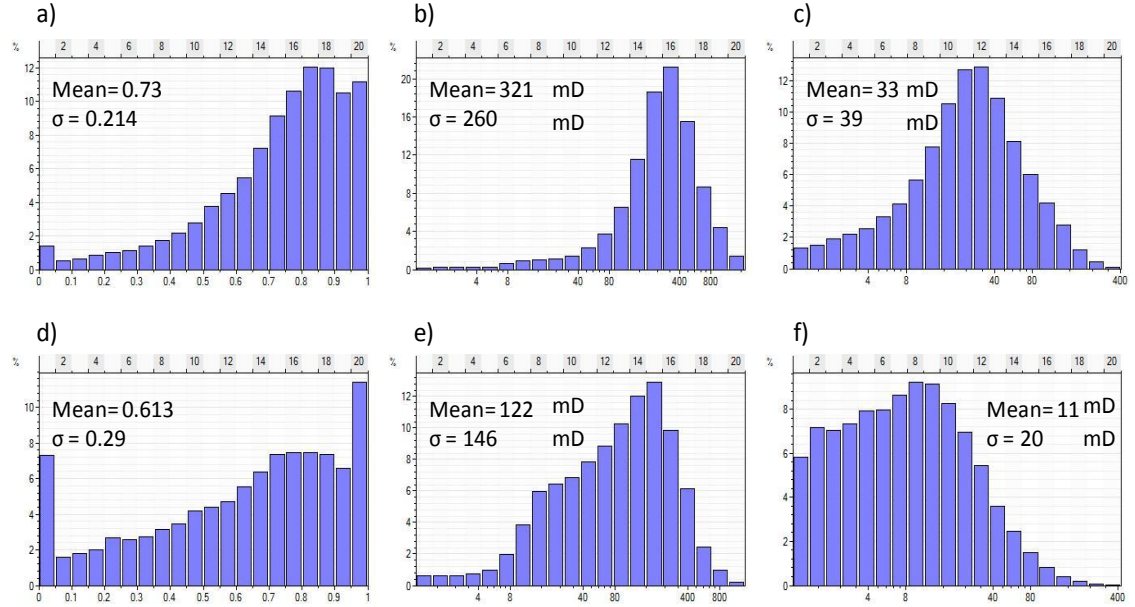 a)
b)
c)
% 2 4 6 8 10 12 14 16 18 20
% 2 4 6 8 10 12 14 16 18 20
% 2 4 6 8 10 12 14 16 18 20
Mean= 0.73
σ = 0.214
Mean= 321 mD
σ = 260 mD
Mean= 33 mD
σ = 39 mD
12
10
8
6
4
2
0
20
16
12
8
4
0
12
10
8
6
4
2
0
0 0.1 0.2 0.3 0.4 0.5 0.6 0.7 0.8 0.9 1
4 8 40 80 400 800
4 8 40 80 400
d)
e)
f)
% 2 4 6 8 10 12 14 16 18 20
% 2 4 6 8 10 12 14 16 18 20
% 2 4 6 8 10 12 14 16 18 20
Mean= 0.613
σ = 0.29
Mean= 122 mD
σ = 146 mD
Mean= 11 mD
σ = 20 mD
10
8
6
4
2
0
12
10
8
6
4
2
0
8
6
4
2
0
0 0.1 0.2 0.3 0.4 0.5 0.6 0.7 0.8 0.9 1
4 8 40 80 400 800
4 8 40 80 400